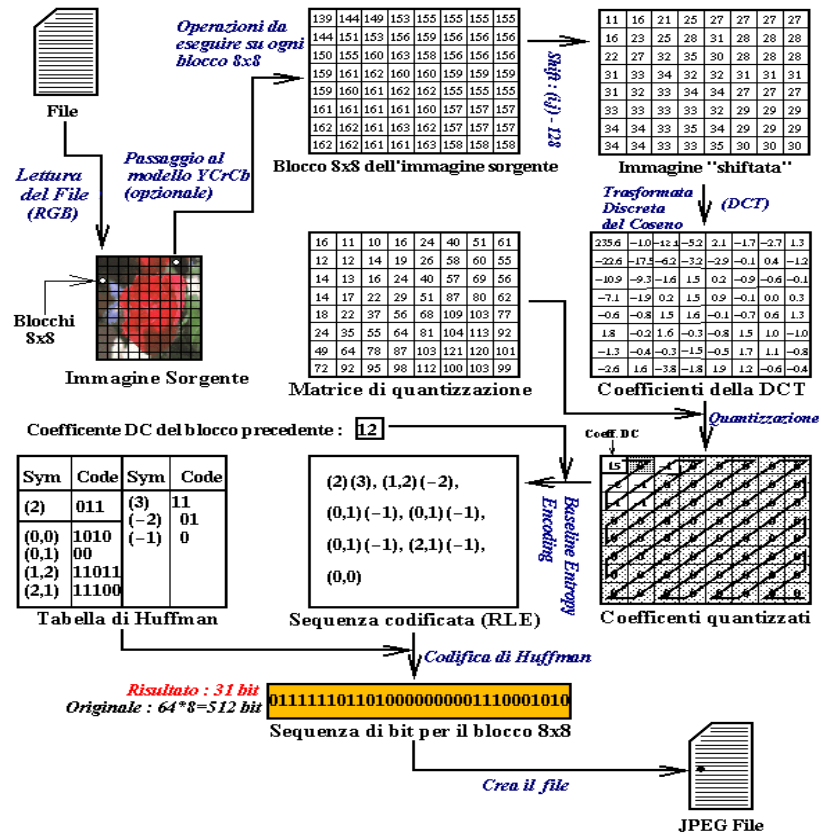 File
Operazioni da
eseguire su ogni
blocco 8x8
139 144 149 153 155 155 155 155
144 151 153 156 159 156 156 156
150 155 160 163 158 156 156 156
159 161 162 160 160 159 159 159
159 160 161 162 162 155 155 155
161 161 161 161 160 157 157 157
162 162 161 163 162 157 157 157
162 162 161 161 163 158 158 158
Blocco 8x8 dell'immagine sorgente
Shift : (i,j) - 128
11 16 21 25 27 27 27 27
16 23 25 28 31 28 28 28
22 27 32 35 30 28 28 28
31 33 34 32 32 31 31 31
31 32 33 34 34 27 27 27
33 33 33 33 32 29 29 29
34 34 33 35 34 29 29 29
34 34 33 33 35 30 30 30
Immagine "shiftata"
Lettura
del File
(RGB)
Passaggio al
modello YCrCb
(opzionale)
Trasformata
Discreta
del Coseno
(DCT)
Blocchi
8x8
Immagine Sorgente
16 11 10 16 24 40 51 61
12 12 14 19 26 58 60 55
14 13 16 24 40 57 69 56
14 17 22 29 51 87 80 62
18 22 37 56 68 109 103 77
24 35 55 64 81 104 113 92
49 64 78 87 103 121 120 101
72 92 95 98 112 100 103 99
Matrice di quantizzazione
235.6 -1.0 -12.1 -5.2 2.1 -1.7 -2.7 1.3
-22.6 -17.5 -6.2 -3.2 -2.9 -0.1 0.4 -1.2
-10.9 -9.3 -1.6 1.5 0.2 -0.9 -0.6 -0.1
-7.1 -1.9 0.2 1.5 0.9 -0.1 0.0 0.3
-0.6 -0.8 1.5 1.6 -0.1 -0.7 0.6 1.3
1.8 -0.2 1.6 -0.3 -0.8 1.5 1.0 -1.0
-1.3 -0.4 -0.3 -1.5 -0.5 1.7 1.1 -0.8
-2.6 1.6 -3.8 -1.8 1.9 1.2 -0.6 -0.4
Coefficienti della DCT
Quantizzazione
Coefficente DC del blocco precedente : 12
Coeff. DC
15
Coefficenti quantizzati
Baseline Entropy
Encoding
Sym Code Sym Code
(2) 011 (3) 11
(-2) 01
(0,0) 1010 (-1) 0
(0,1) 00
(1,2) 11011
(2,1) 11100
Tabella di Huffman
(2)(3), (1,2)(-2),
(0,1)(-1), (0,1)(-1),
(0,1)(-1), (2,1)(-1),
(0,0)
Sequenza codificata (RLE)
Codifica di Huffman
Risultato : 31 bit
Originale : 64*8=512 bit
0111111011010000000001110001010
Sequenza di bit per il blocco 8x8
Crea il file
JPEG File